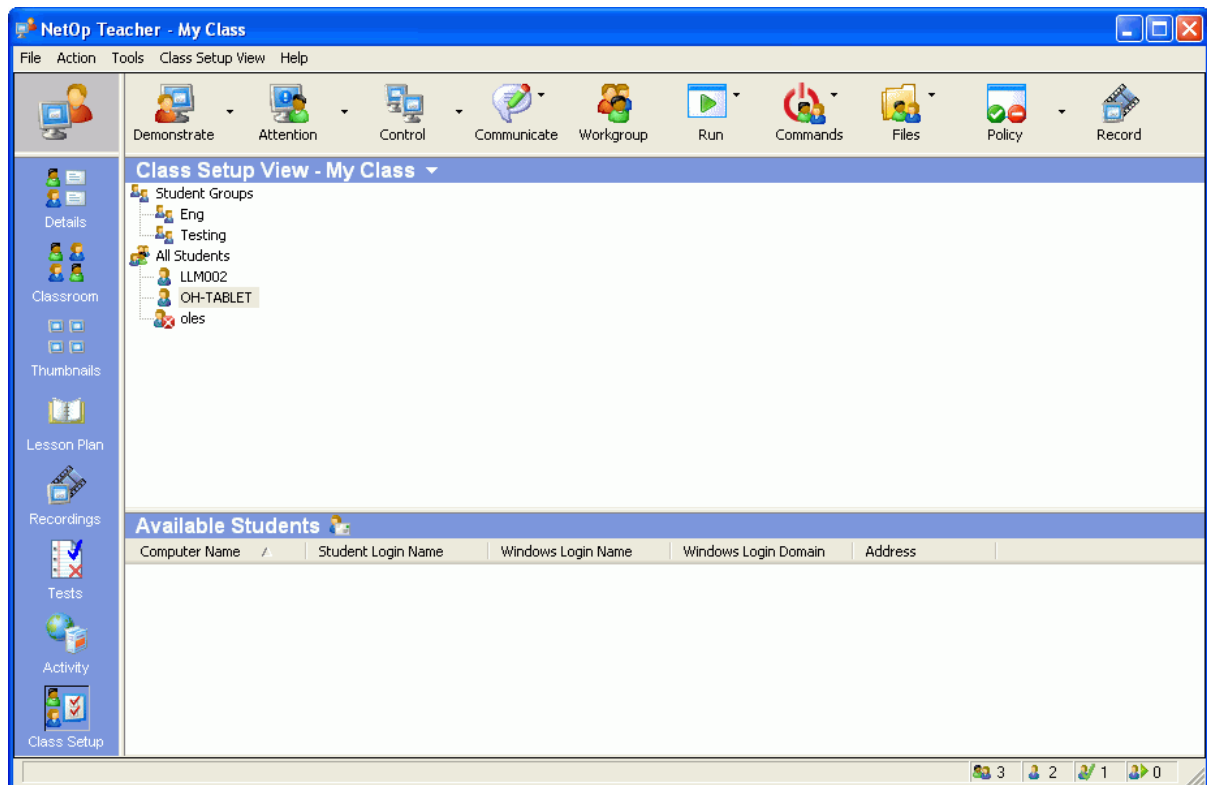 NetOp Teacher - My Class
File Action Tools Class Setup View Help
Demonstrate Attention Control Communicate Workgroup Run Commands Files Policy Record
Details
Classroom
Thumbnails
Lesson Plan
Recordings
Tests
Activity
Class Setup
Class Setup View - My Class
Student Groups
Eng
Testing
All Students
LLM002
OH-TABLET
oles
Available Students
Computer Name Student Login Name Windows Login Name Windows Login Domain Address
3 2 1 0